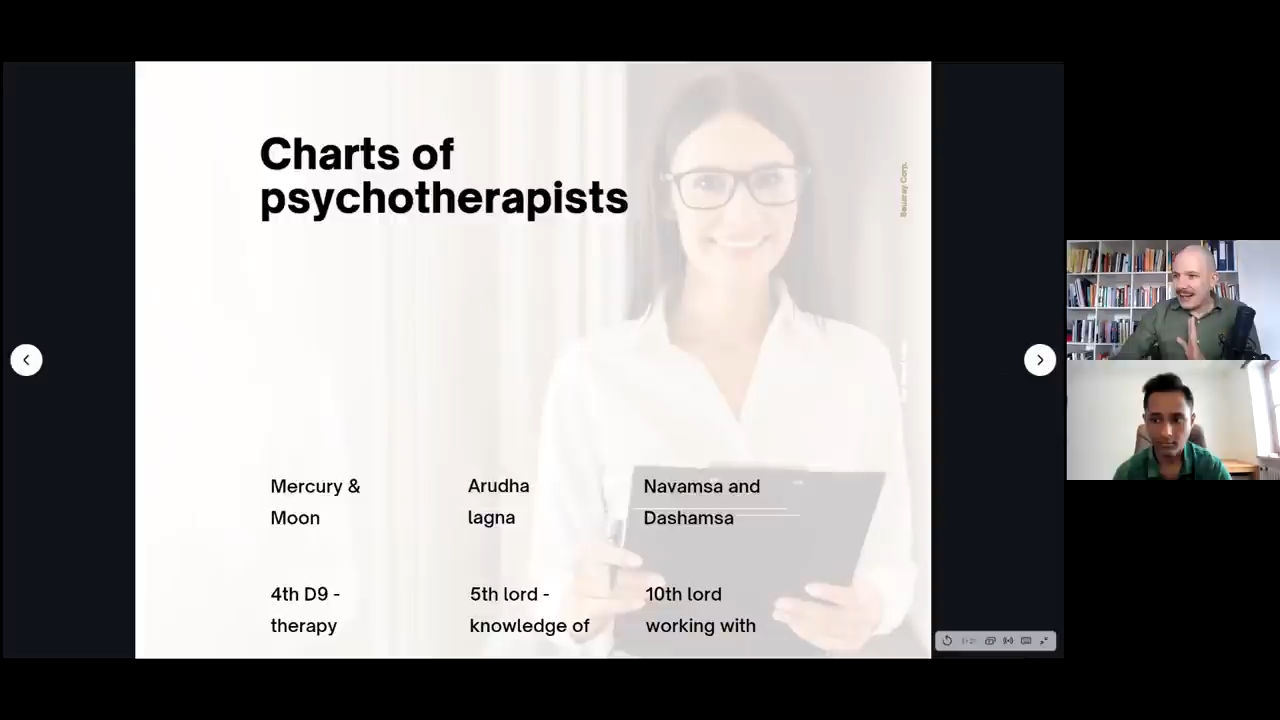 Charts of
psychotherapists
Mercury &
Moon
Arudha
lagna
Navamsa and
Dashamsa
4th D9 -
therapy
5th lord -
knowledge of
10th lord
working with